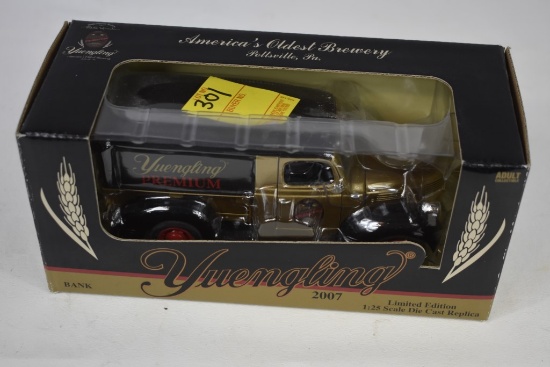 America's Oldest Brewery
Pottsville, Pa.
Yuengling
301
Yuengling
PREMIUM
ADULT
Yuengling®
BANK
2007
Limited Edition
1:25 Scale Die Cast Replica